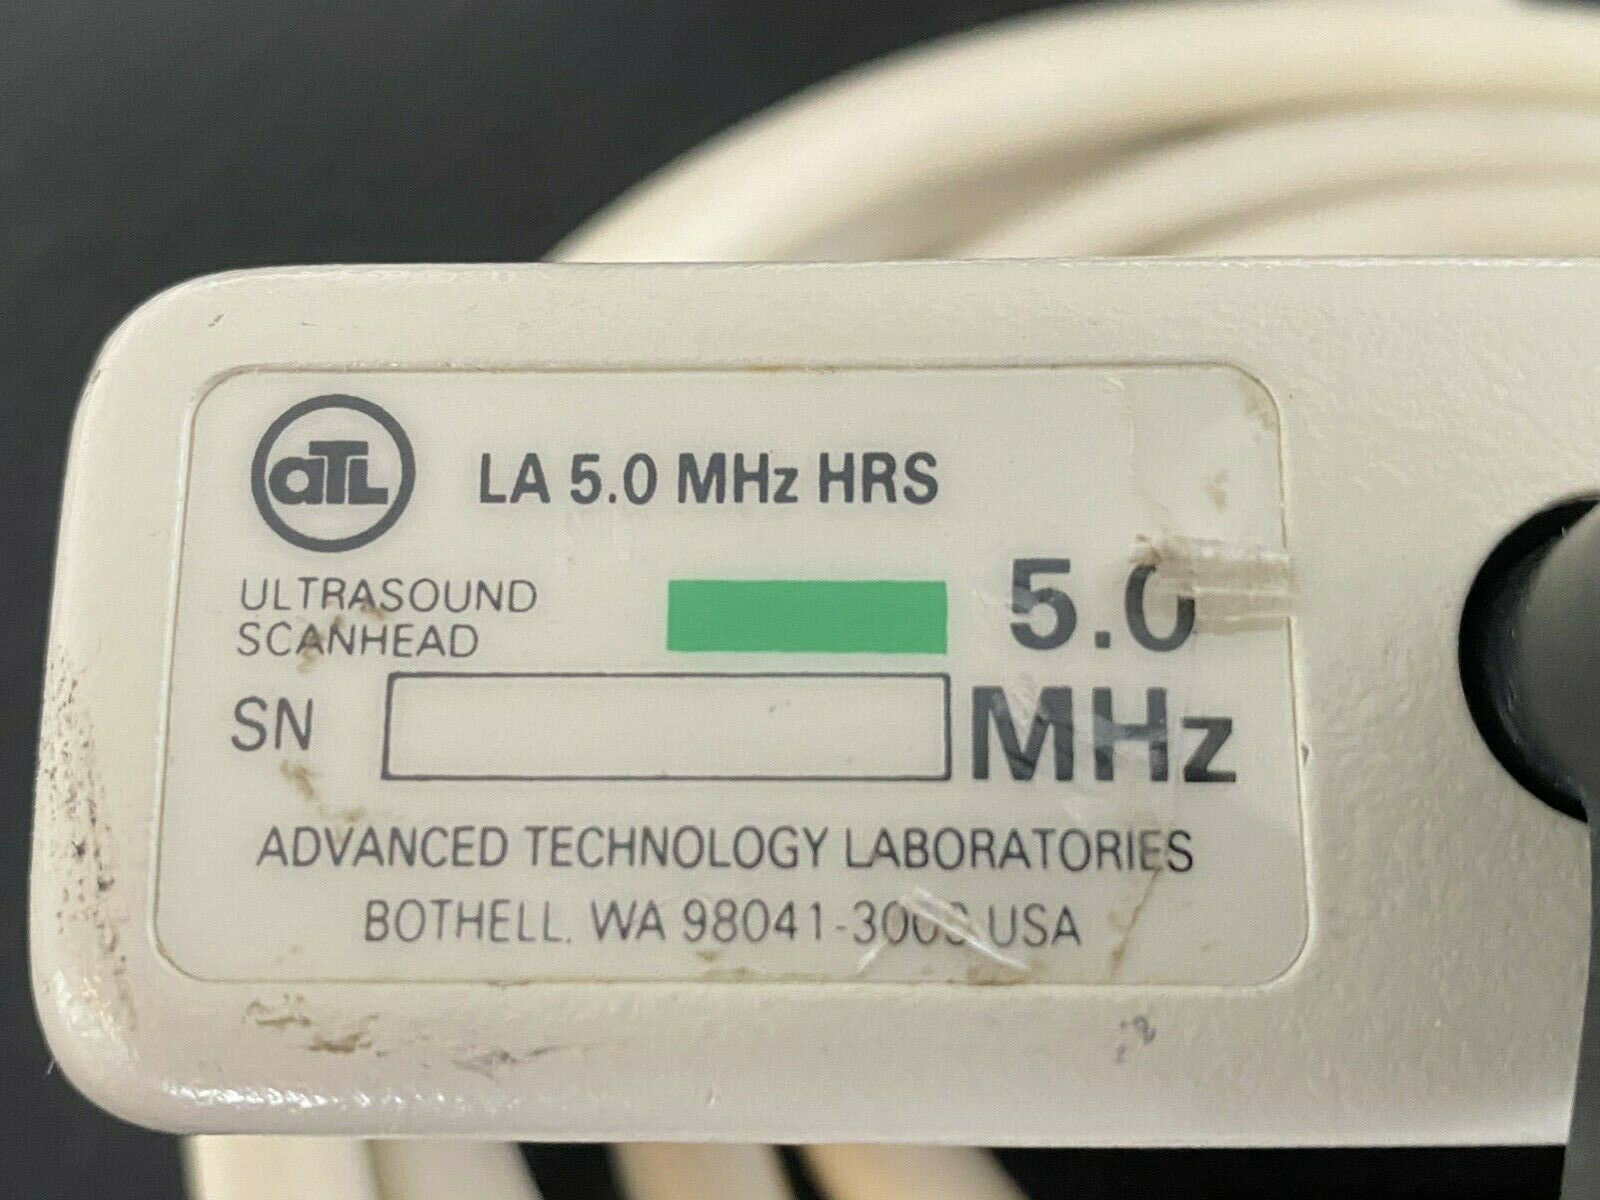 aTL
LA 5.0 MHz HRS
ULTRASOUND
SCANHEAD
5.0
SN
MHz
ADVANCED TECHNOLOGY LABORATORIES
BOTHELL, WA 98041-3003 USA